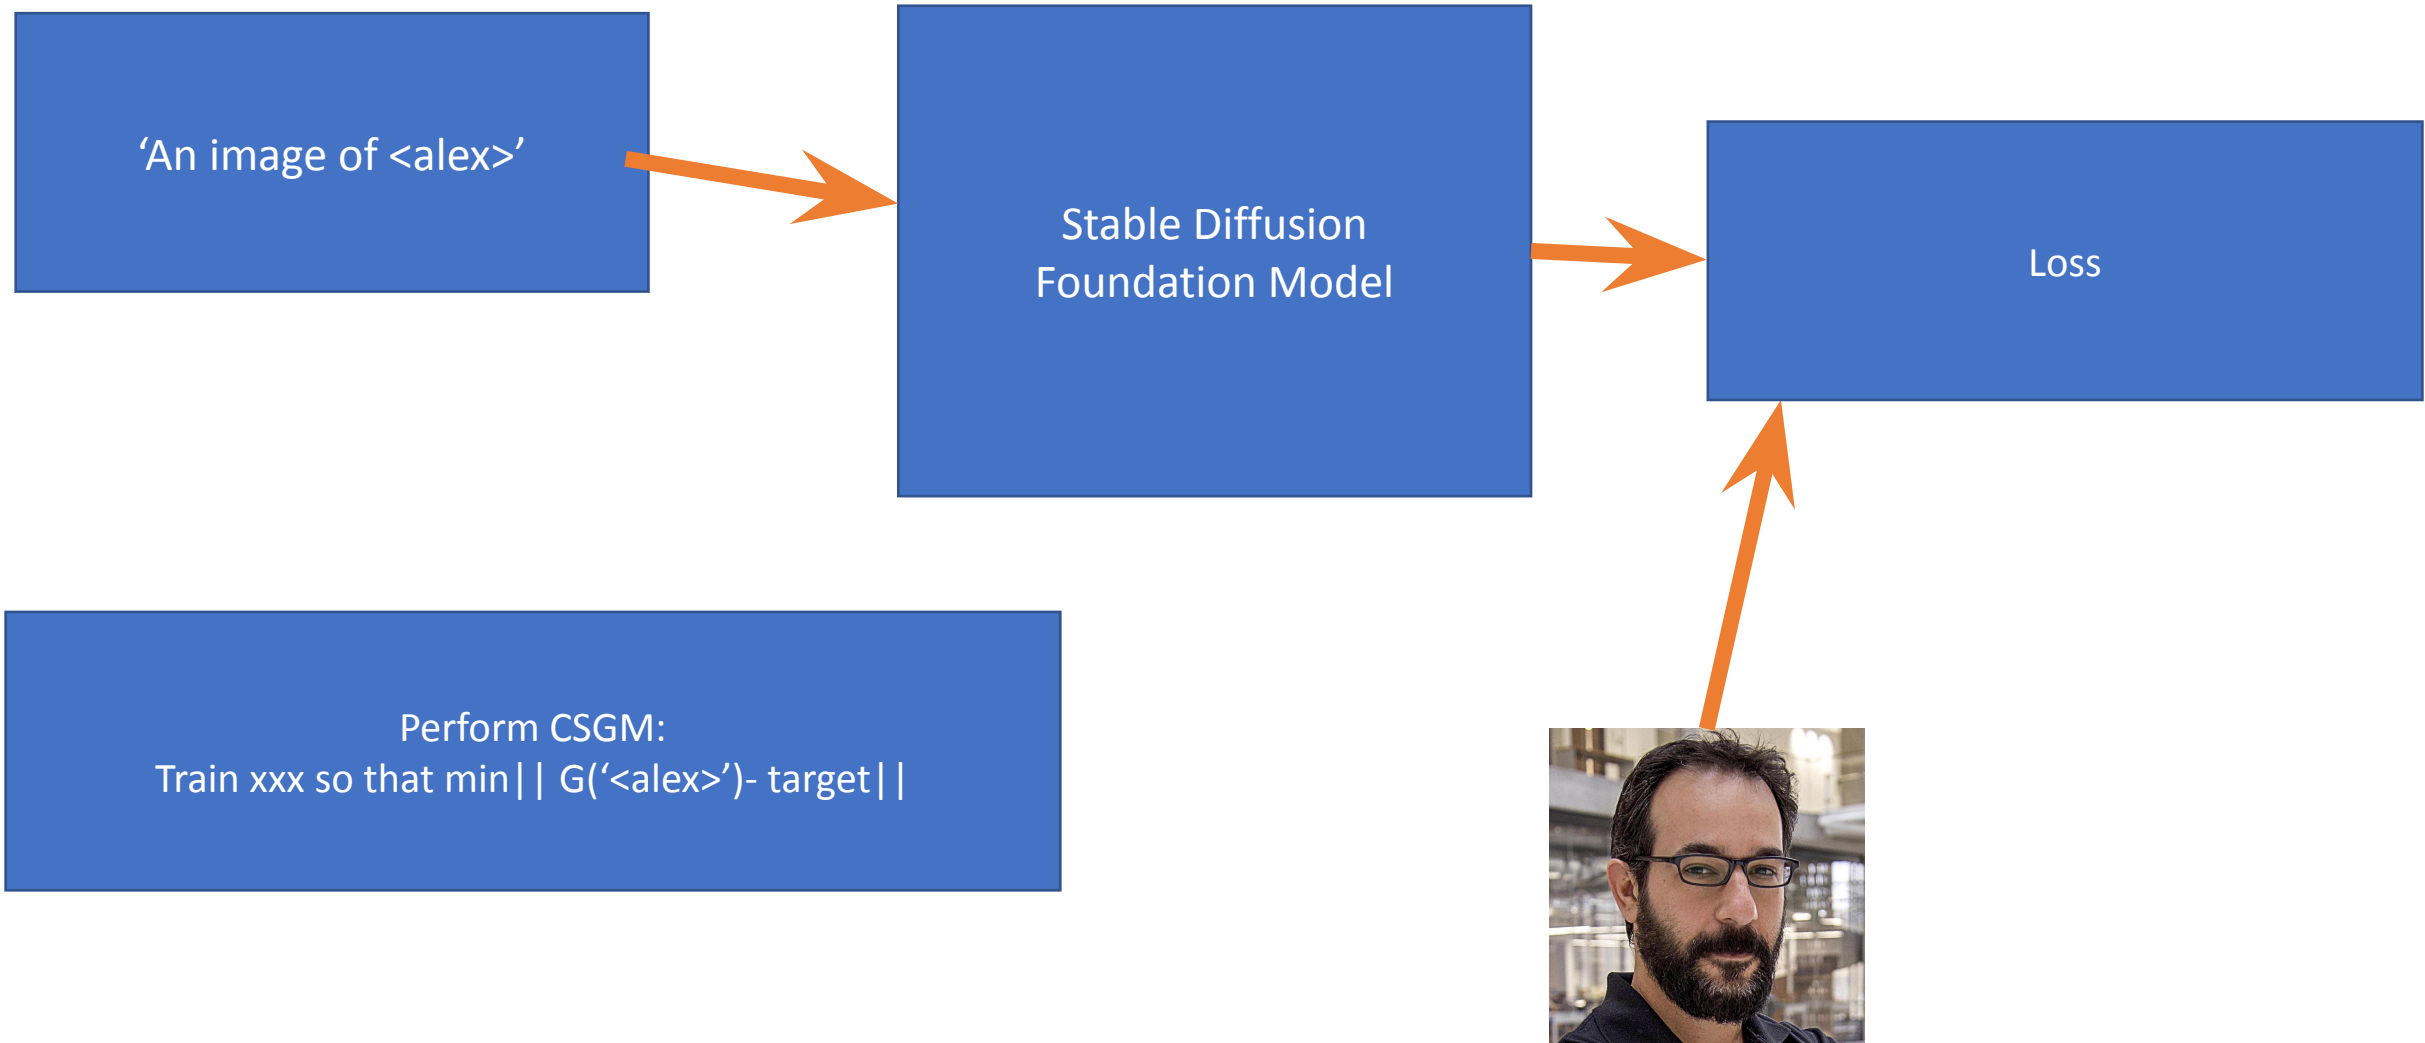 ‘An image of <alex>’
Stable Diffusion
Foundation Model
Loss
Perform CSGM:
Train xxx so that min|| G(‘<alex>’)- target||